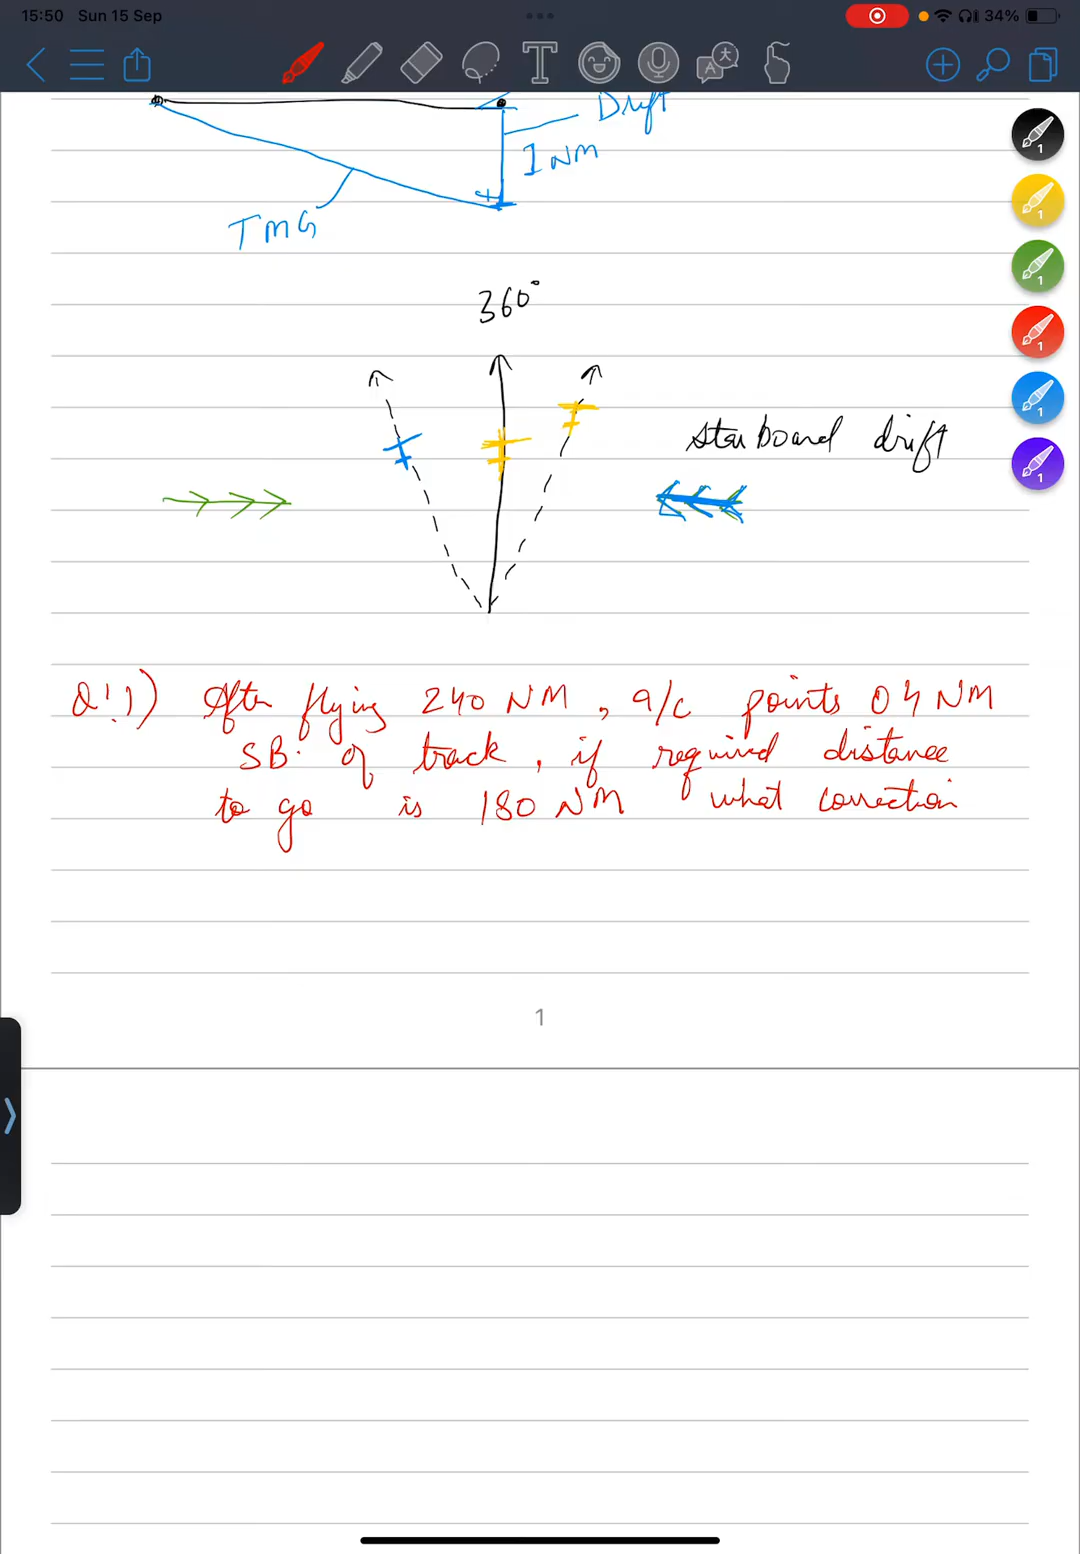 15:50 Sun 15 Sep
34%
Drift
1 NM
TMG
360°
starboard drift
Q.1) After flying 240 NM, a/c points 04 NM
SB. of track, if required distance
to go is 180 NM what correction
1